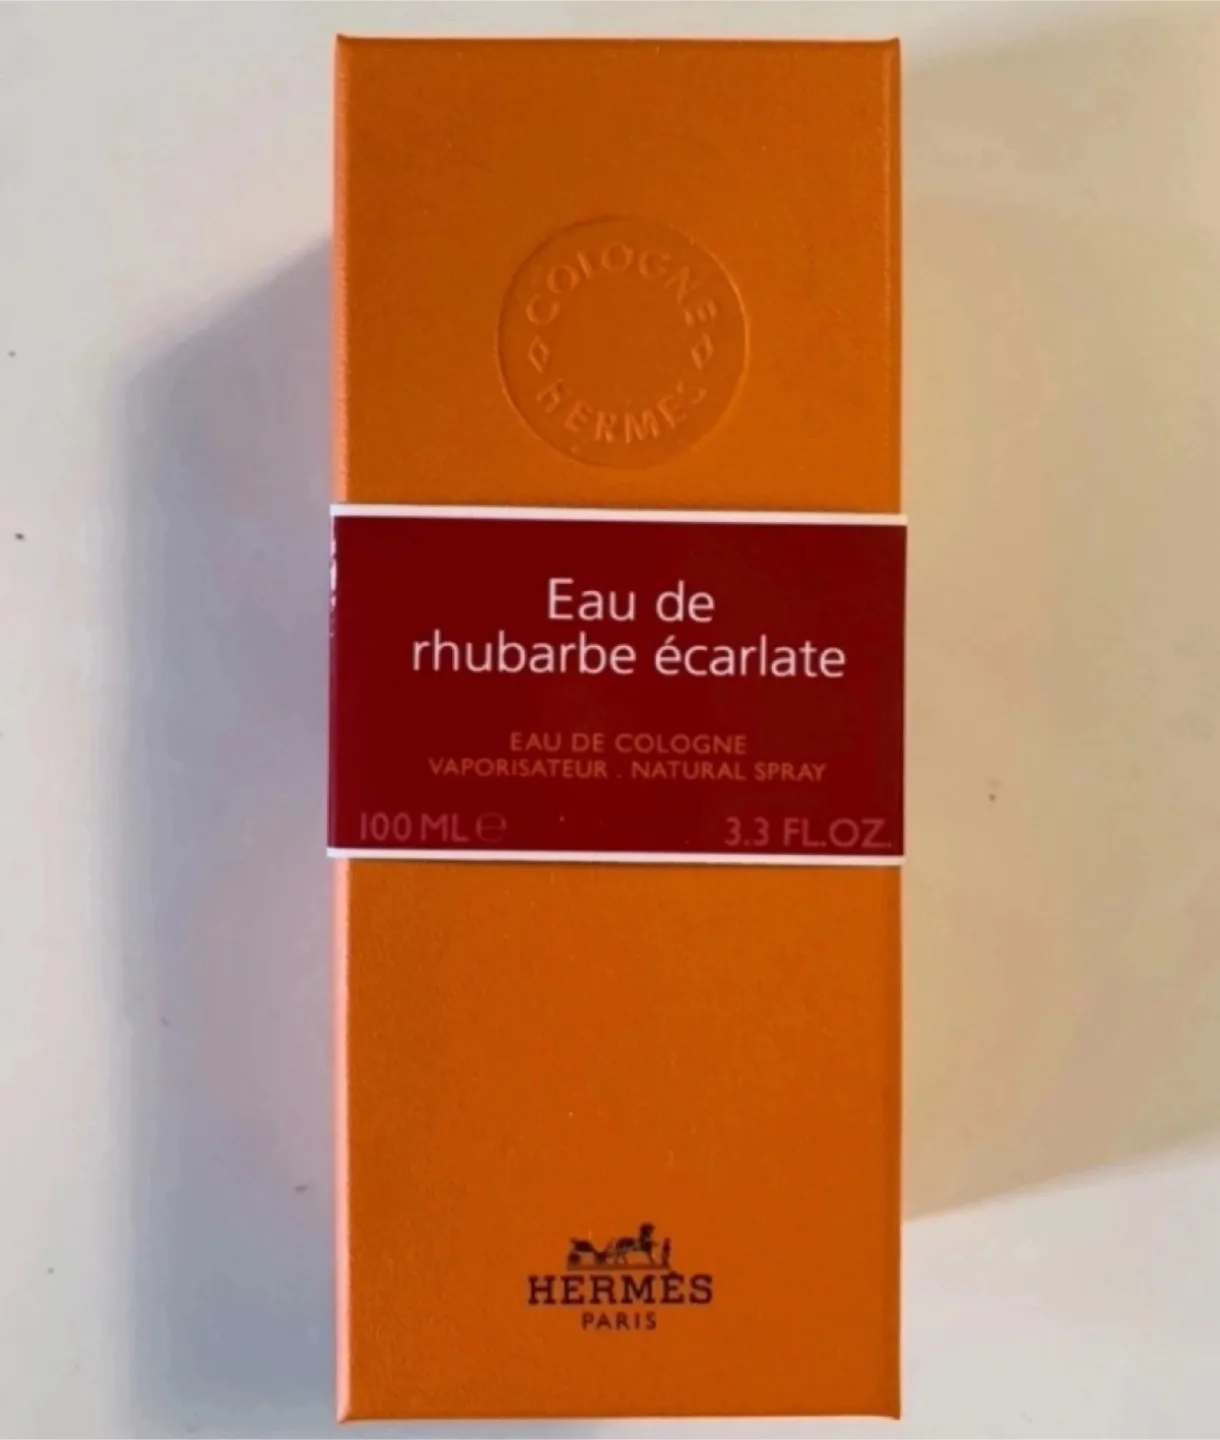 COLOGNE
HERMÈS
Eau de
rhubarbe écarlate
EAU DE COLOGNE
VAPORISATEUR . NATURAL SPRAY
100 ML ℮ 3.3 FL.OZ.
HERMÈS
PARIS